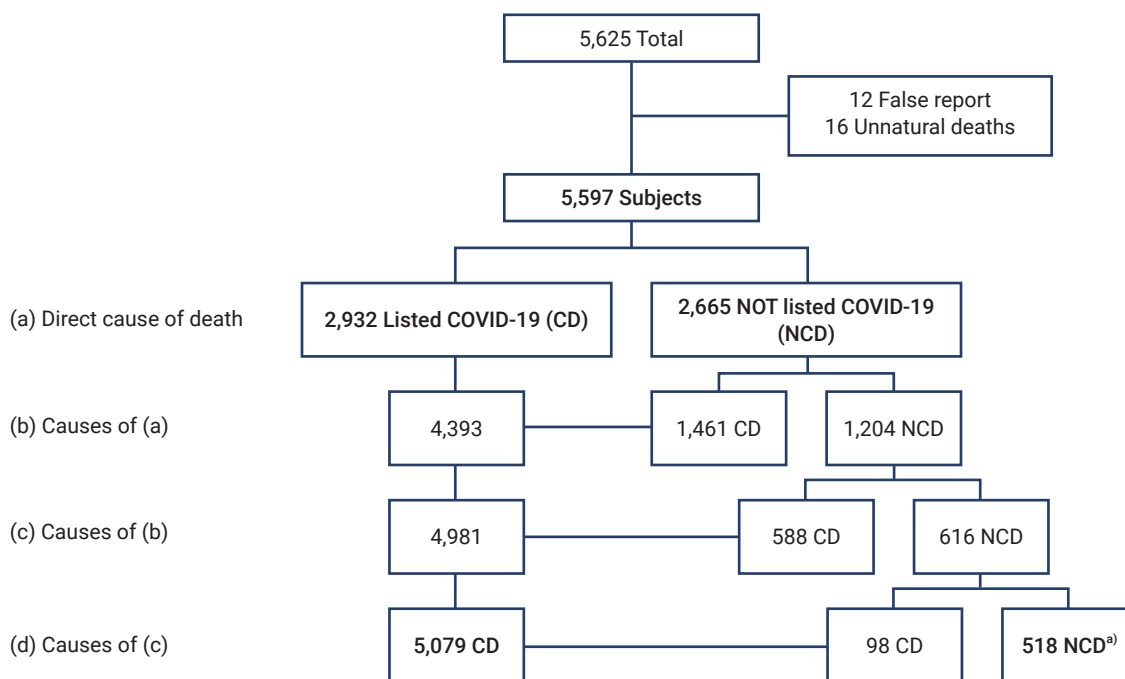 5,625 Total
12 False report
16 Unnatural deaths
5,597 Subjects
(a) Direct cause of death
2,932 Listed COVID-19 (CD)
2,665 NOT listed COVID-19
(NCD)
(b) Causes of (a)
4,393
1,461 CD
1,204 NCD
(c) Causes of (b)
4,981
588 CD
616 NCD
(d) Causes of (c)
5,079 CD
98 CD
518 NCD^a)